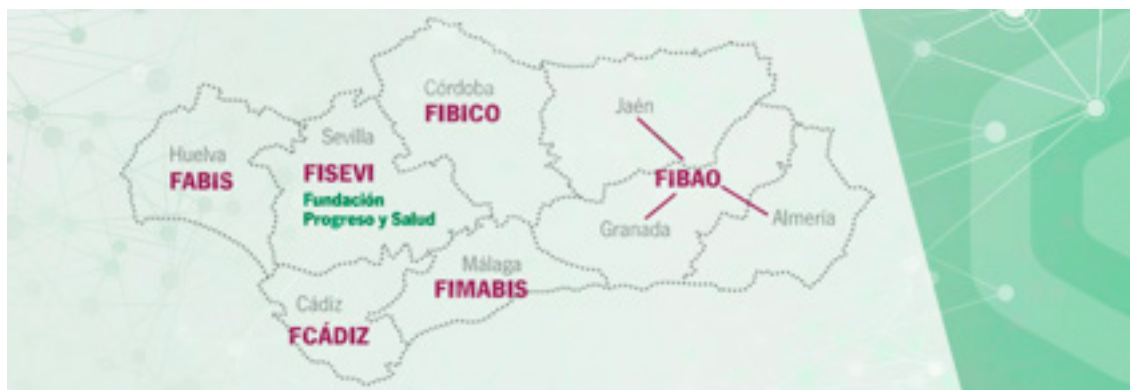 Córdoba
FIBICO
Jaén
Sevilla
FISEVI
Fundación
Progreso y Salud
Huelva
FABIS
FIBAO
Granada
Almería
Málaga
FIMABIS
Cádiz
FCÁDIZ